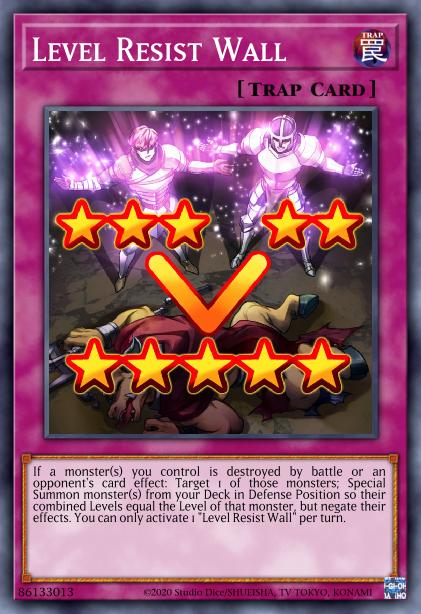 Level Resist Wall
TRAP
罠
[Trap Card]
If a monster(s) you control is destroyed by battle or an
opponent's card effect: Target 1 of those monsters; Special
Summon monster(s) from your Deck in Defense Position so their
combined Levels equal the Level of that monster, but negate their
effects. You can only activate 1 "Level Resist Wall" per turn.
86133013
©2020 Studio Dice/SHUEISHA, TV TOKYO, KONAMI